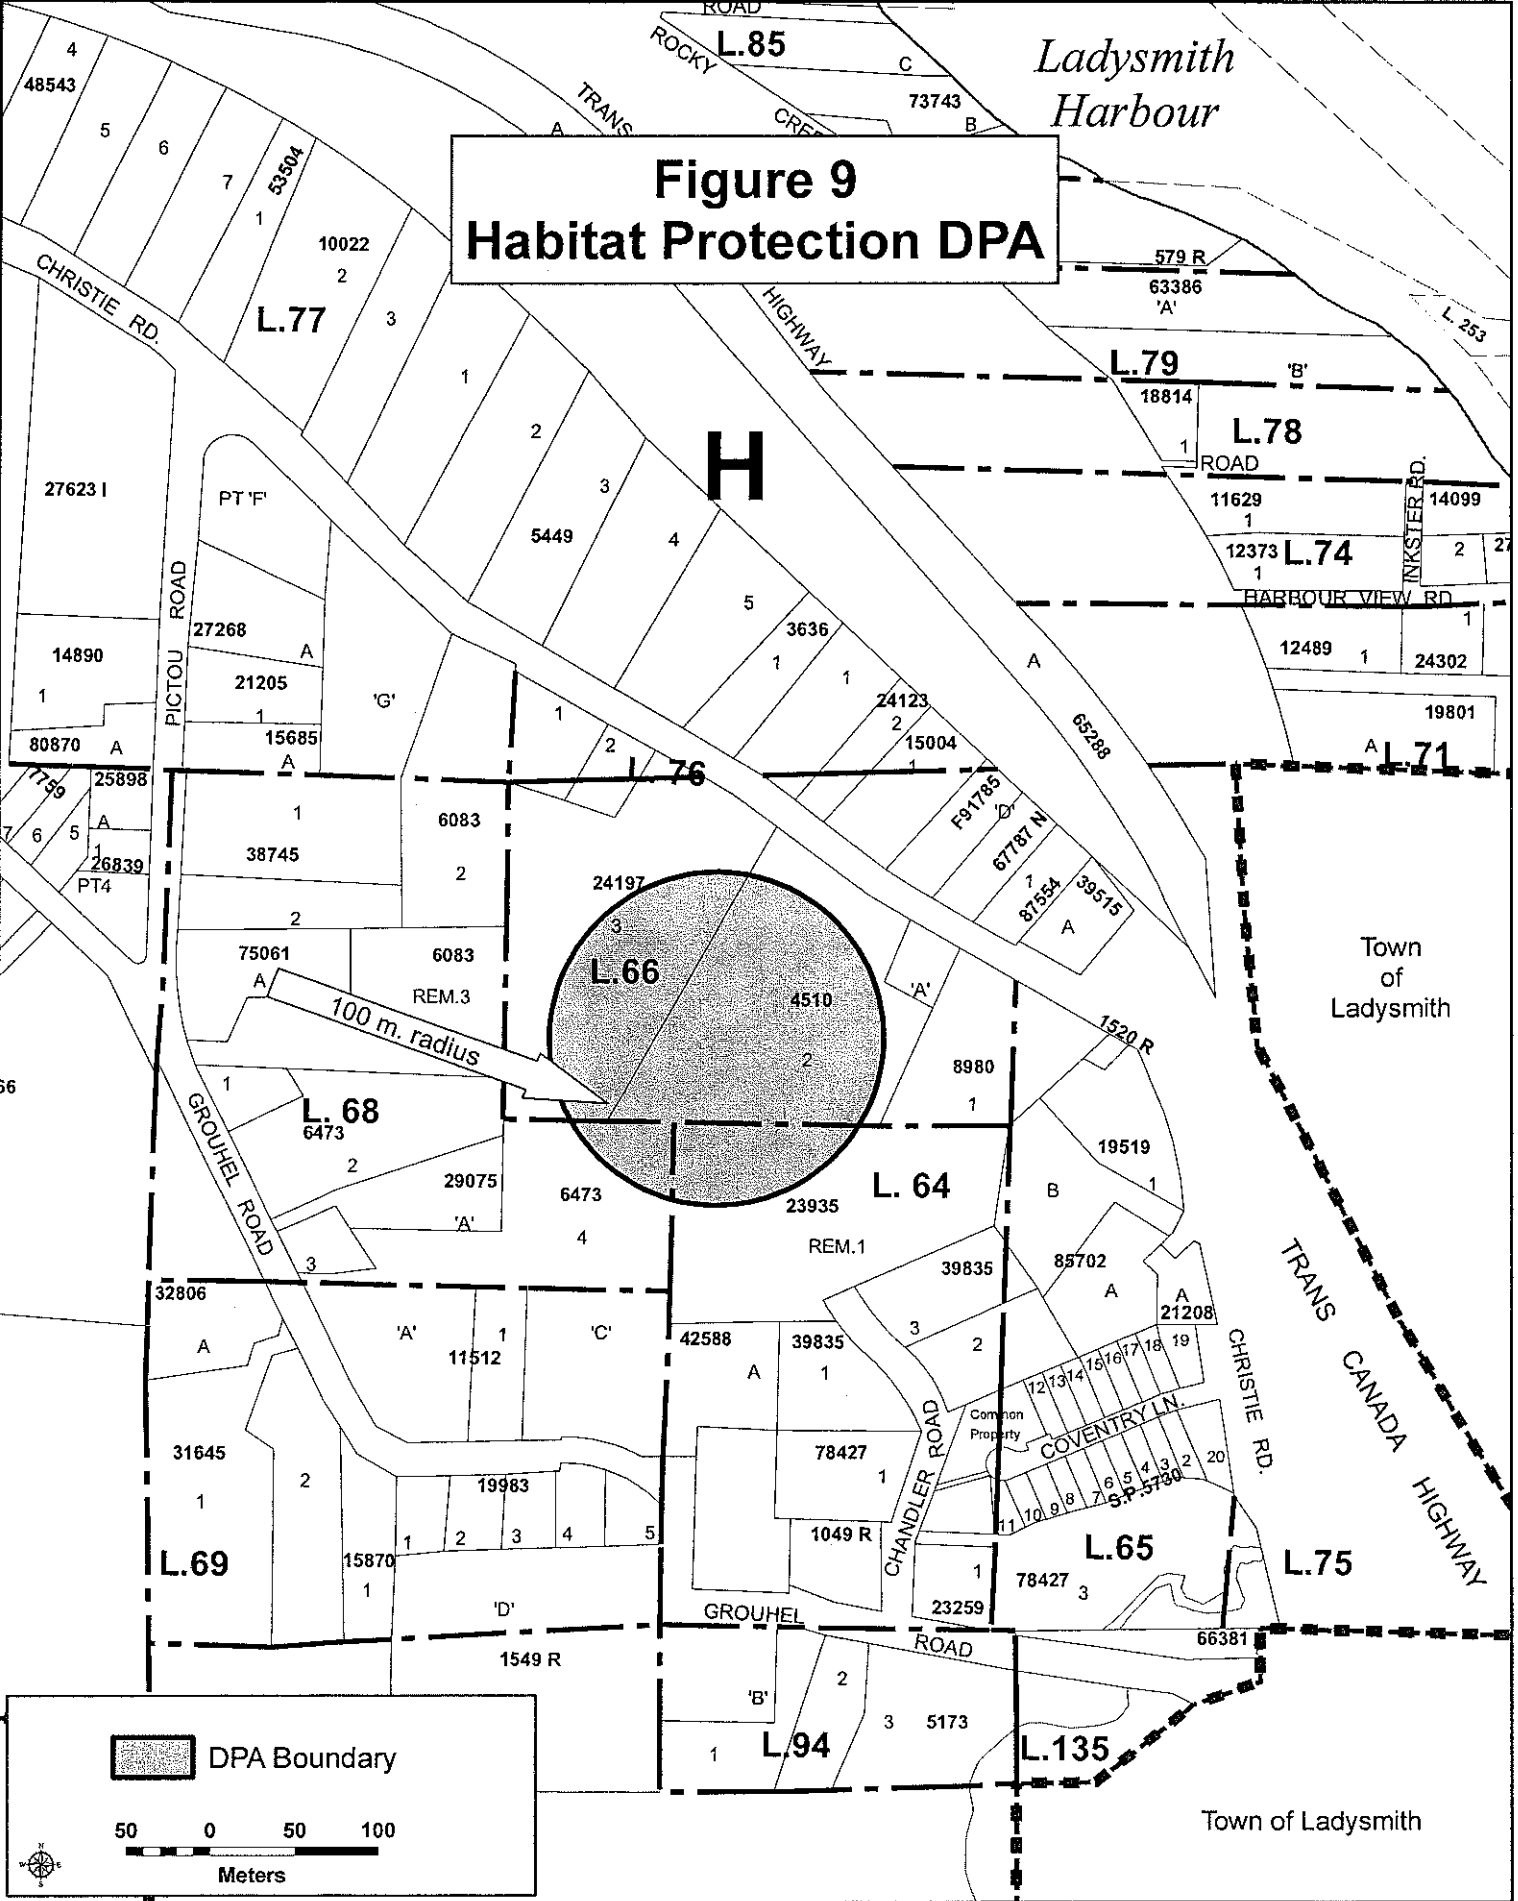 ROAD
ROCKY
L.85
Ladysmith
Harbour
4
48543
5
6
7
53504
1
C
73743
B
TRANS
A
Figure 9
Habitat Protection DPA
10022
2
3
L.77
CHRISTIE RD.
HIGHWAY
579 R
63386
'A'
L. 253
L.79
'B'
18814
1
L.78
ROAD
1
2
3
4
5
5449
H
27623 I
PT 'F'
PICTOU ROAD
11629
1
INKSTER RD.
14099
12373
1
L.74
2
27
HARBOUR VIEW RD
12489
1
1
24302
27268
A
14890
1
21205
1
'G'
15685
A
80870
A
3636
1
1
24123
2
15004
1
A
65288
19801
A
L.71
1
2
L. 76
7759
25898
A
7
6
5
1
26839
PT4
1
38745
2
6083
2
F91785
'D'
67787 N
1
87554
39515
A
24197
3
L.66
4510
2
'A'
Town
of
Ladysmith
75061
A
6083
REM.3
100 m. radius
1520 R
8980
1
66
1
L. 68
6473
2
29075
'A'
3
GROUHEL ROAD
6473
4
23935
REM.1
L. 64
19519
1
B
85702
A
A
21208
TRANS CANADA HIGHWAY
32806
A
'A'
1
11512
'C'
42588
A
39835
1
39835
3
2
12
13
14
15
16
17
18
19
CHRISTIE RD.
Common
Property
COVENTRY LN.
CHANDLER ROAD
31645
1
2
78427
1
11
10
9
8
7
6
5
4
3
2
20
S.P.5730
19983
1
2
3
4
5
15870
1
L.69
1049 R
L.65
78427
3
L.75
1
23259
'D'
GROUHEL
ROAD
66381
1549 R
'B'
2
3
5173
1
L.94
L.135
Town of Ladysmith
DPA Boundary
50 0 50 100
Meters
N
W
E
S